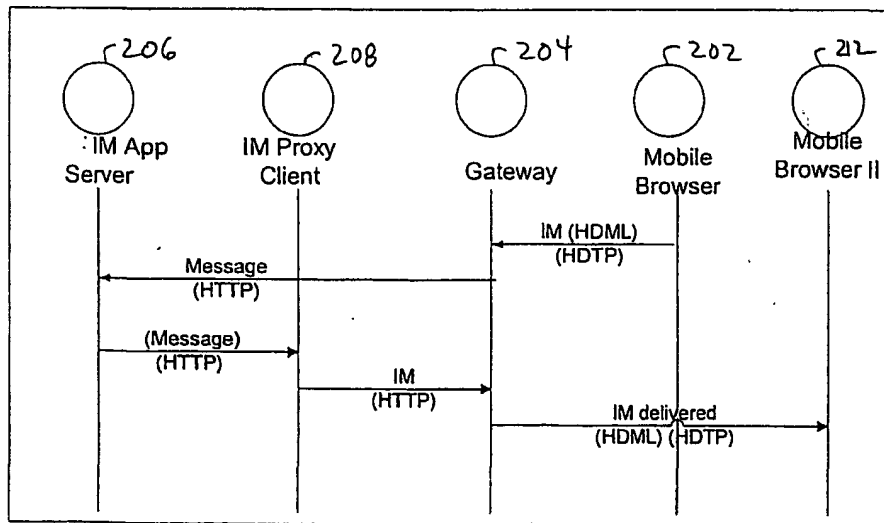 206
208
204
202
212
IM App
Server
IM Proxy
Client
Gateway
Mobile
Browser
Mobile
Browser II
IM (HDML)
(HDTP)
Message
(HTTP)
(Message)
(HTTP)
IM
(HTTP)
IM delivered
(HDML) (HDTP)